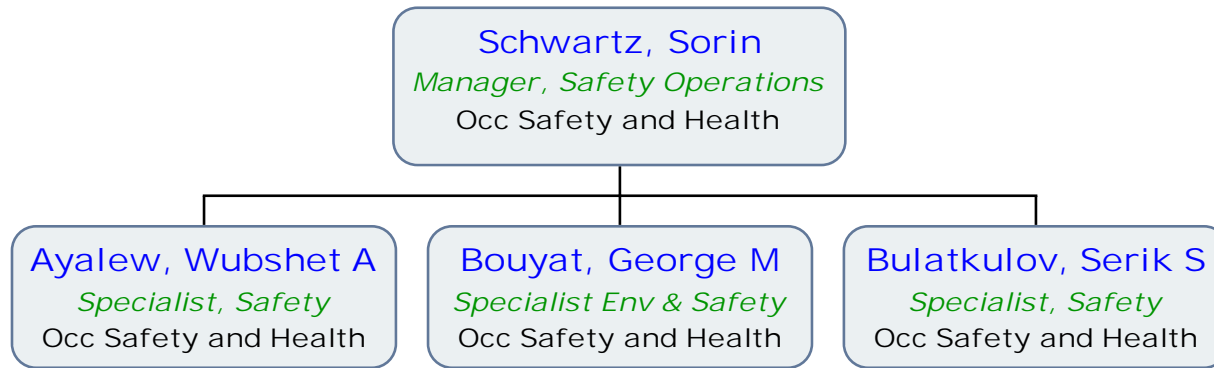 Schwartz, Sorin
Manager, Safety Operations
Occ Safety and Health
Ayalew, Wubshet A
Specialist, Safety
Occ Safety and Health
Bouyat, George M
Specialist Env & Safety
Occ Safety and Health
Bulatkulov, Serik S
Specialist, Safety
Occ Safety and Health